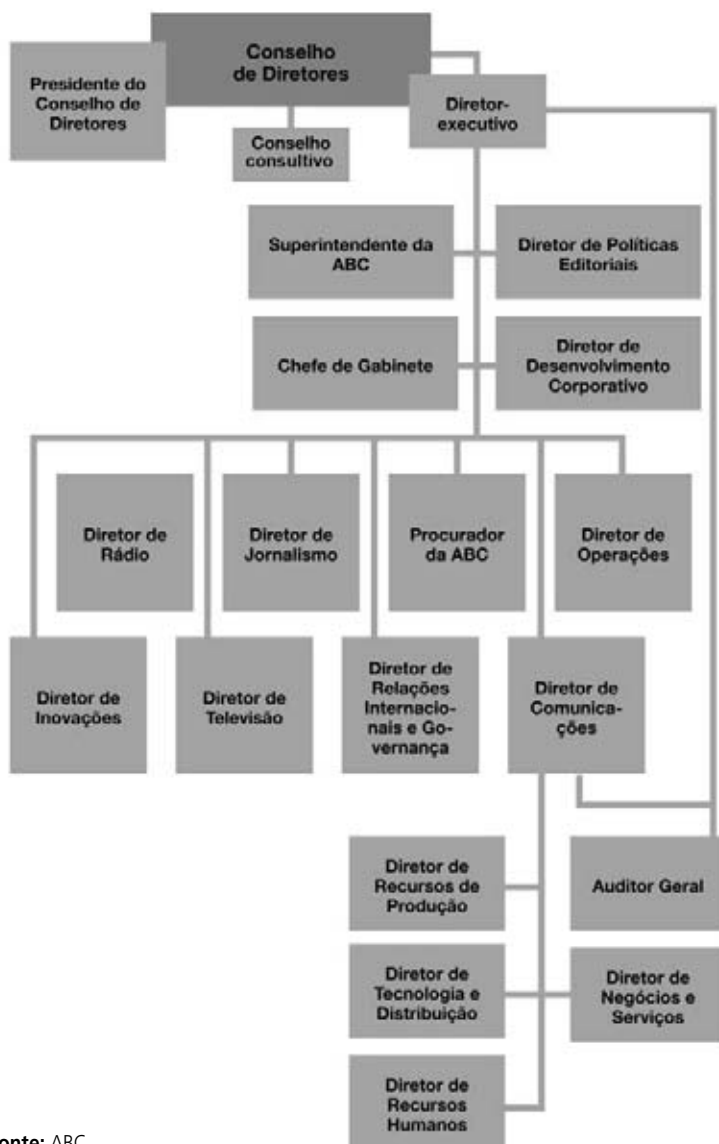 Conselho
de Diretores
Presidente do
Conselho de
Diretores
Diretor-
executivo
Conselho
consultivo
Superintendente da
ABC
Diretor de Políticas
Editoriais
Chefe de Gabinete
Diretor de
Desenvolvimento
Corporativo
Diretor de
Rádio
Diretor de
Jornalismo
Procurador
da ABC
Diretor de
Operações
Diretor de
Inovações
Diretor de
Televisão
Diretor de
Relações
Internacio-
nais e Go-
vernança
Diretor de
Comunica-
ções
Diretor de
Recursos de
Produção
Auditor Geral
Diretor de
Tecnologia e
Distribuição
Diretor de
Negócios e
Serviços
Diretor de
Recursos
Humanos
onte: ABC